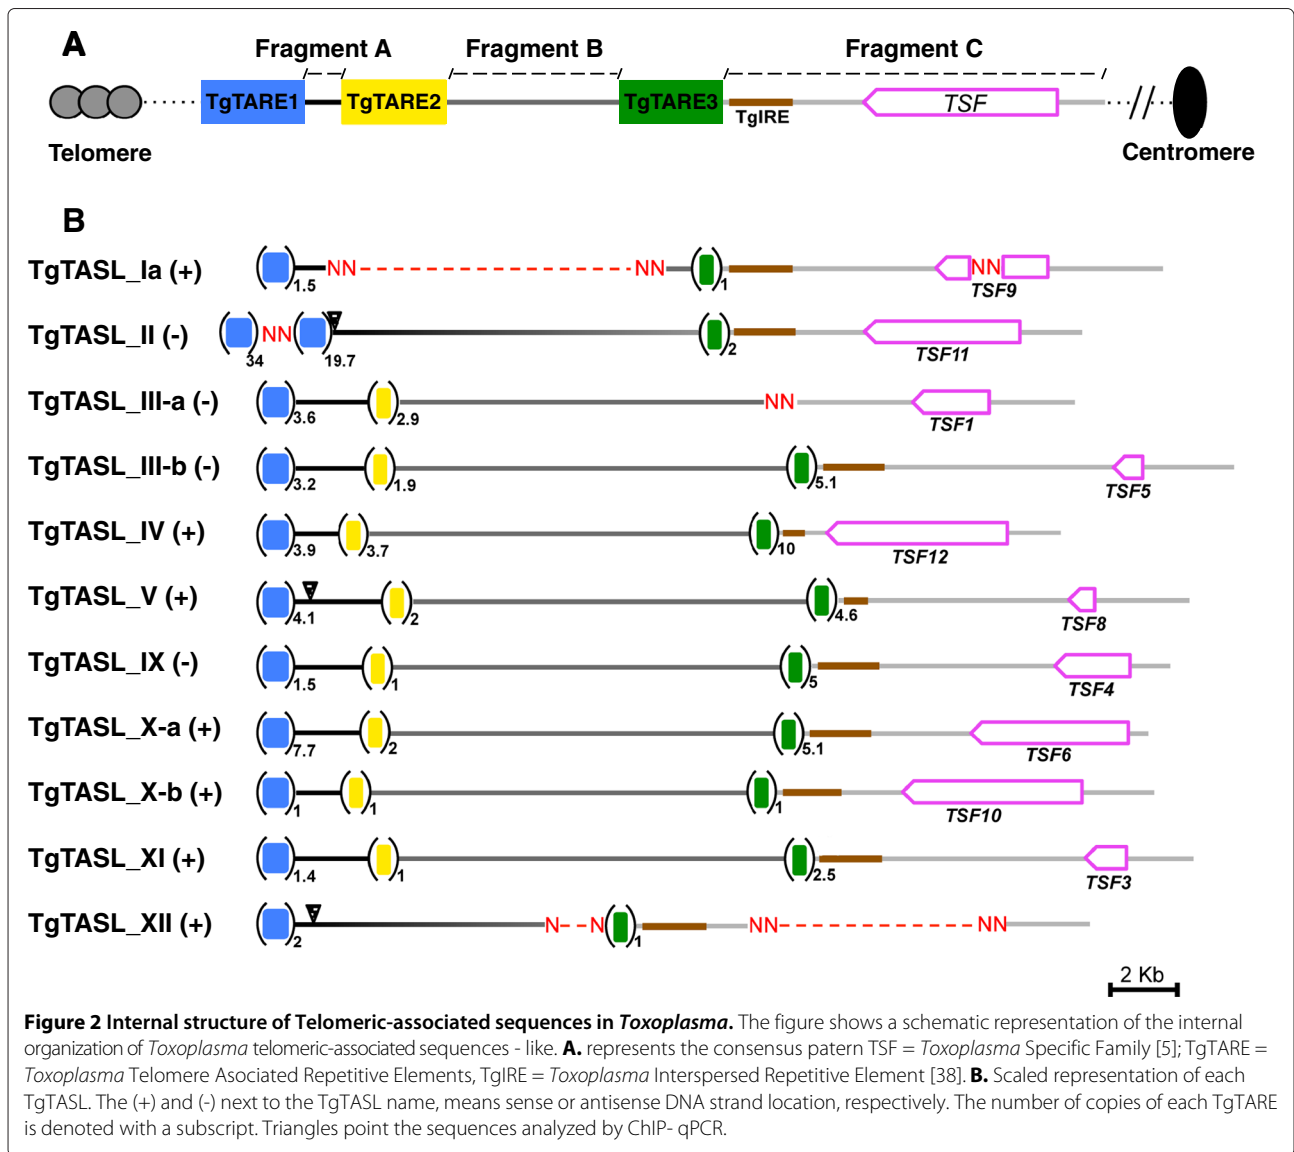 A
Fragment A
Fragment B
Fragment C
TgTARE1
TgTARE2
TgTARE3
TgIRE
TSF
Telomere
Centromere
B
TgTASL_Ia (+)
1.5
NN
NN
1
NN
TSF9
TgTASL_II (-)
34
NN
19.7
2
TSF11
TgTASL_III-a (-)
3.6
2.9
NN
TSF1
TgTASL_III-b (-)
3.2
1.9
5.1
TSF5
TgTASL_IV (+)
3.9
3.7
10
TSF12
TgTASL_V (+)
4.1
2
4.6
TSF8
TgTASL_IX (-)
1.5
1
5
TSF4
TgTASL_X-a (+)
7.7
2
5.1
TSF6
TgTASL_X-b (+)
1
1
1
TSF10
TgTASL_XI (+)
1.4
1
2.5
TSF3
TgTASL_XII (+)
2
N
N
1
NN
NN
2 Kb
Figure 2 Internal structure of Telomeric-associated sequences in Toxoplasma. The figure shows a schematic representation of the internal
organization of Toxoplasma telomeric-associated sequences - like. A. represents the consensus patern TSF = Toxoplasma Specific Family [5]; TgTARE =
Toxoplasma Telomere Asociated Repetitive Elements, TgIRE = Toxoplasma Interspersed Repetitive Element [38]. B. Scaled representation of each
TgTASL. The (+) and (-) next to the TgTASL name, means sense or antisense DNA strand location, respectively. The number of copies of each TgTARE
is denoted with a subscript. Triangles point the sequences analyzed by ChIP- qPCR.